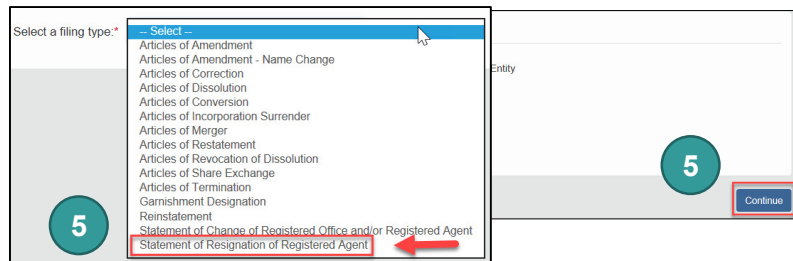 Select a filing type:*
-- Select --
Articles of Amendment
Articles of Amendment - Name Change
Articles of Correction
Articles of Dissolution
Articles of Conversion
Articles of Incorporation Surrender
Articles of Merger
Articles of Restatement
Articles of Revocation of Dissolution
Articles of Share Exchange
Articles of Termination
Garnishment Designation
Reinstatement
Statement of Change of Registered Office and/or Registered Agent
Statement of Resignation of Registered Agent
5
Entity
5
Continue